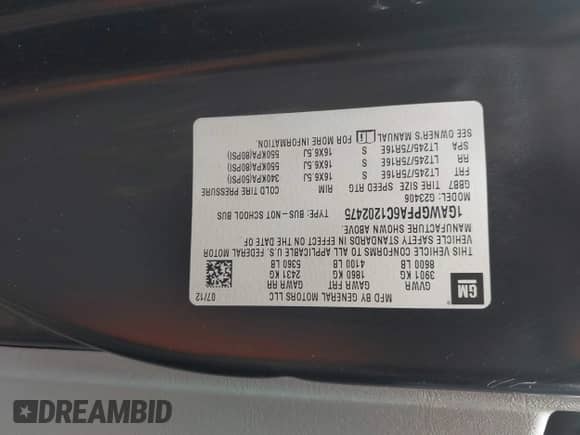 MFD BY GENERAL MOTORS LLC 07/12
GM
GVWR GAWR FRT GAWR RR
3901 KG 1860 KG 2431 KG
8600 LB 4100 LB 5360 LB
THIS VEHICLE CONFORMS TO ALL APPLICABLE U.S. FEDERAL MOTOR
VEHICLE SAFETY STANDARDS IN EFFECT ON THE DATE OF
MANUFACTURE SHOWN ABOVE.
1GAWGPFA6C1202475 TYPE: BUS—NOT SCHOOL BUS
MODEL: G23406
GBB7 TIRE SIZE SPEED RTG RIM COLD TIRE PRESSURE
FRT LT245/75R16E S 16X6.5J 340KPA(50PSI)
RR LT245/75R16E S 16X6.5J 550KPA(80PSI)
SPA LT245/75R16E S 16X6.5J 550KPA(80PSI)
SEE OWNER'S MANUAL FOR MORE INFORMATION.
DREAMBID